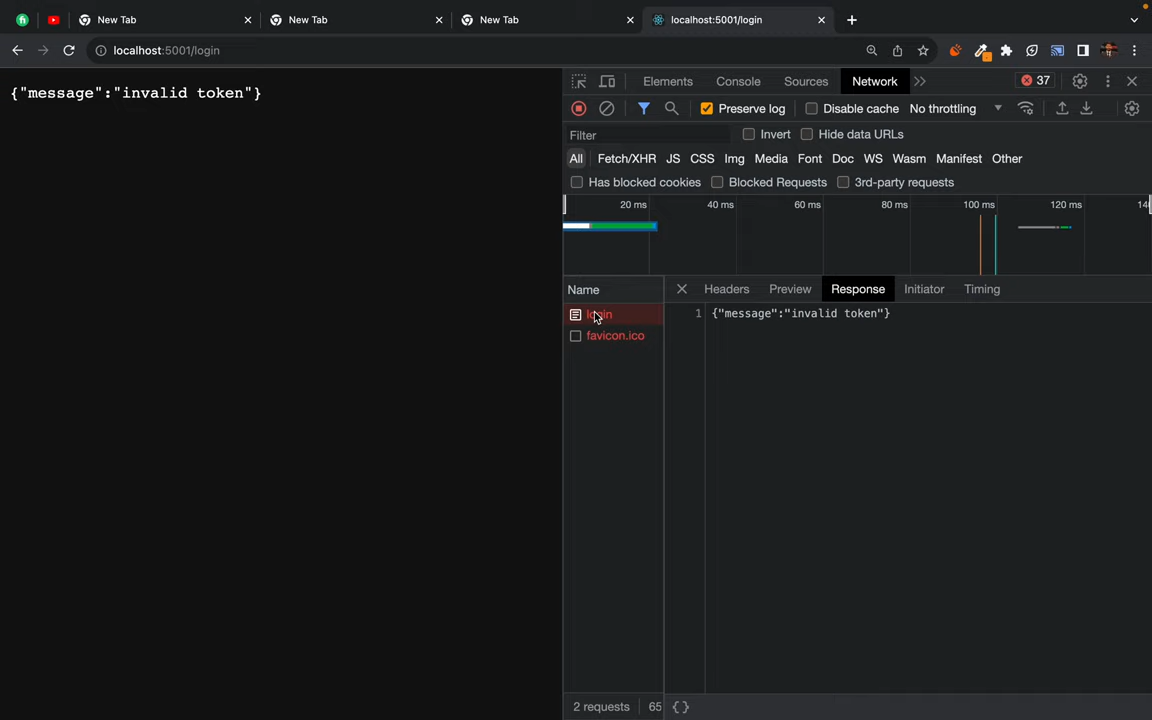 New Tab
New Tab
New Tab
localhost:5001/login
localhost:5001/login
{"message":"invalid token"}
Elements Console Sources Network 37
Preserve log Disable cache No throttling
Filter Invert Hide data URLs
All Fetch/XHR JS CSS Img Media Font Doc WS Wasm Manifest Other
Has blocked cookies Blocked Requests 3rd-party requests
20 ms 40 ms 60 ms 80 ms 100 ms 120 ms
Name Headers Preview Response Initiator Timing
login
favicon.ico
1 {"message":"invalid token"}
2 requests 65 { }